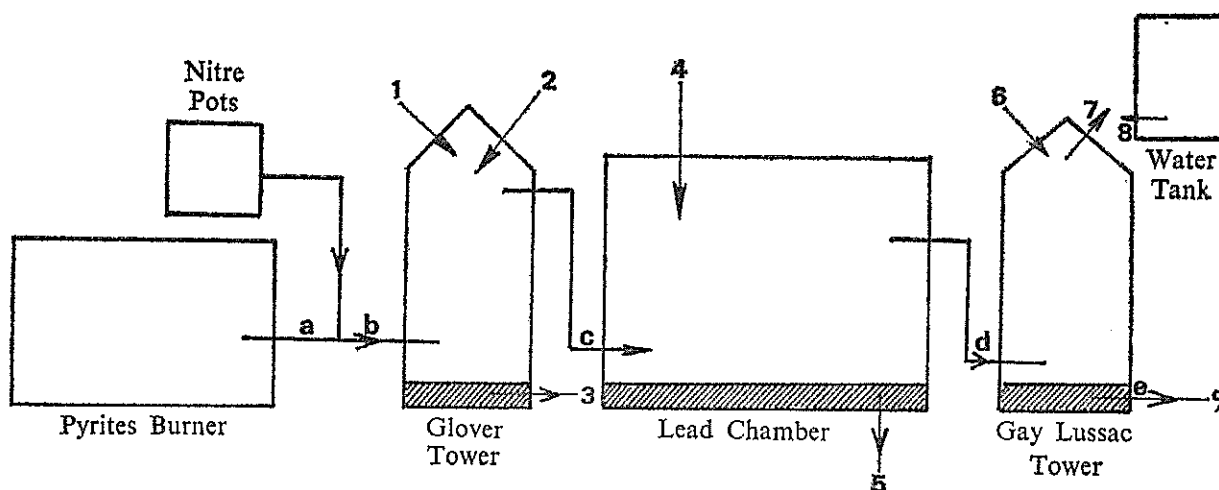 Nitre
Pots
1
2
4
6
7
8
Water
Tank
a
b
c
d
e
3
9
5
Pyrites Burner
Glover
Tower
Lead Chamber
Gay Lussac
Tower